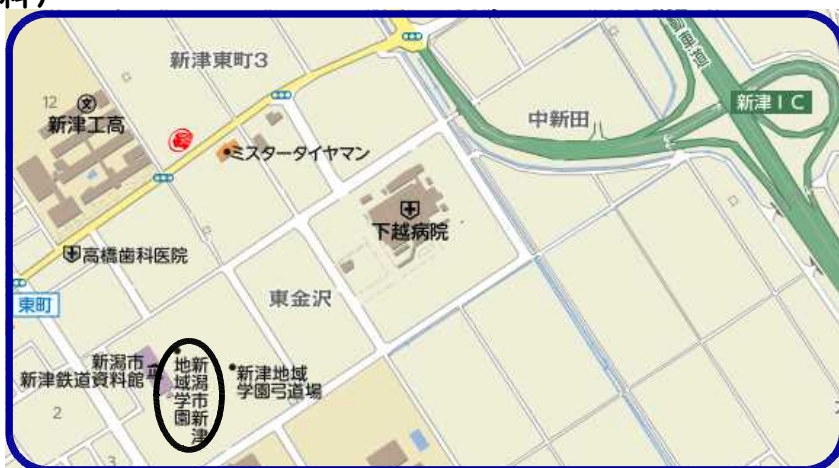 料)
新津東町3
12
新津工高
ミスタータイヤマン
中新田
新津IC
下越病院
高橋歯科医院
東金沢
東町
新潟市
新津鉄道資料館
新潟市新津
地域学園
新津地域
学園弓道場
2
3